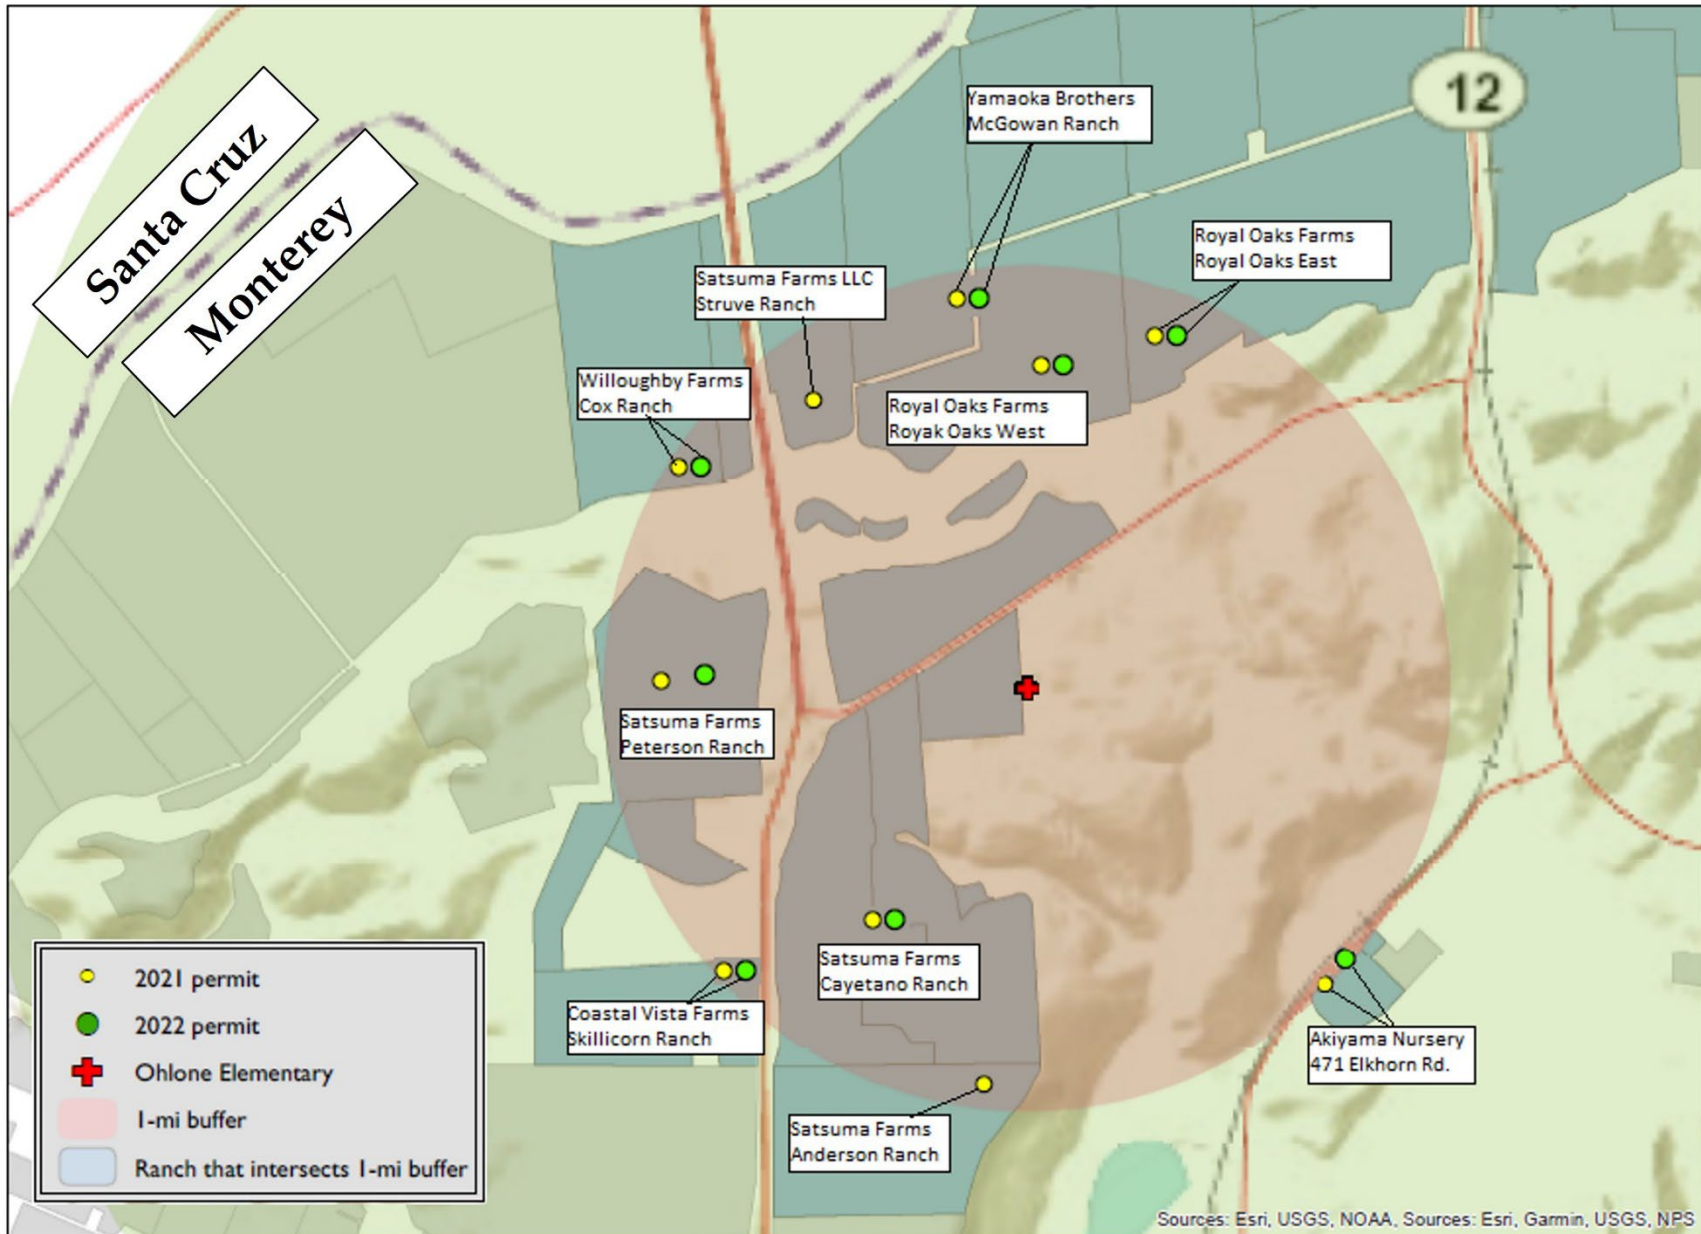 12
Yamaoka Brothers
McGowan Ranch
Santa Cruz
Monterey
Royal Oaks Farms
Royal Oaks East
Satsuma Farms LLC
Struve Ranch
Willoughby Farms
Cox Ranch
Royal Oaks Farms
Royak Oaks West
Satsuma Farms
Peterson Ranch
Satsuma Farms
Cayetano Ranch
Coastal Vista Farms
Skillicorn Ranch
Akiyama Nursery
471 Elkhorn Rd.
Satsuma Farms
Anderson Ranch
2021 permit
2022 permit
Ohlone Elementary
1-mi buffer
Ranch that intersects 1-mi buffer
Sources: Esri, USGS, NOAA, Sources: Esri, Garmin, USGS, NPS